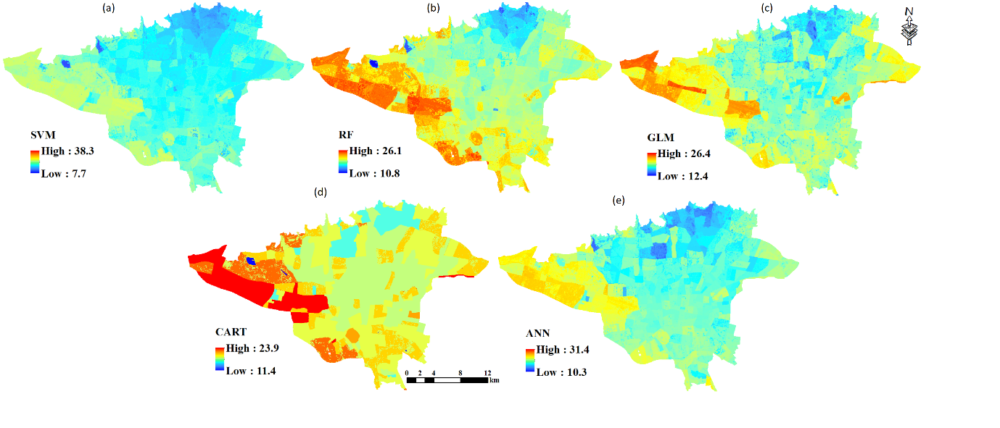 (a)
(b)
(c)
N
SVM
High : 38.3
Low : 7.7
RF
High : 26.1
Low : 10.8
GLM
High : 26.4
Low : 12.4
(d)
(e)
CART
High : 23.9
Low : 11.4
0 2 4 8 12
km
ANN
High : 31.4
Low : 10.3